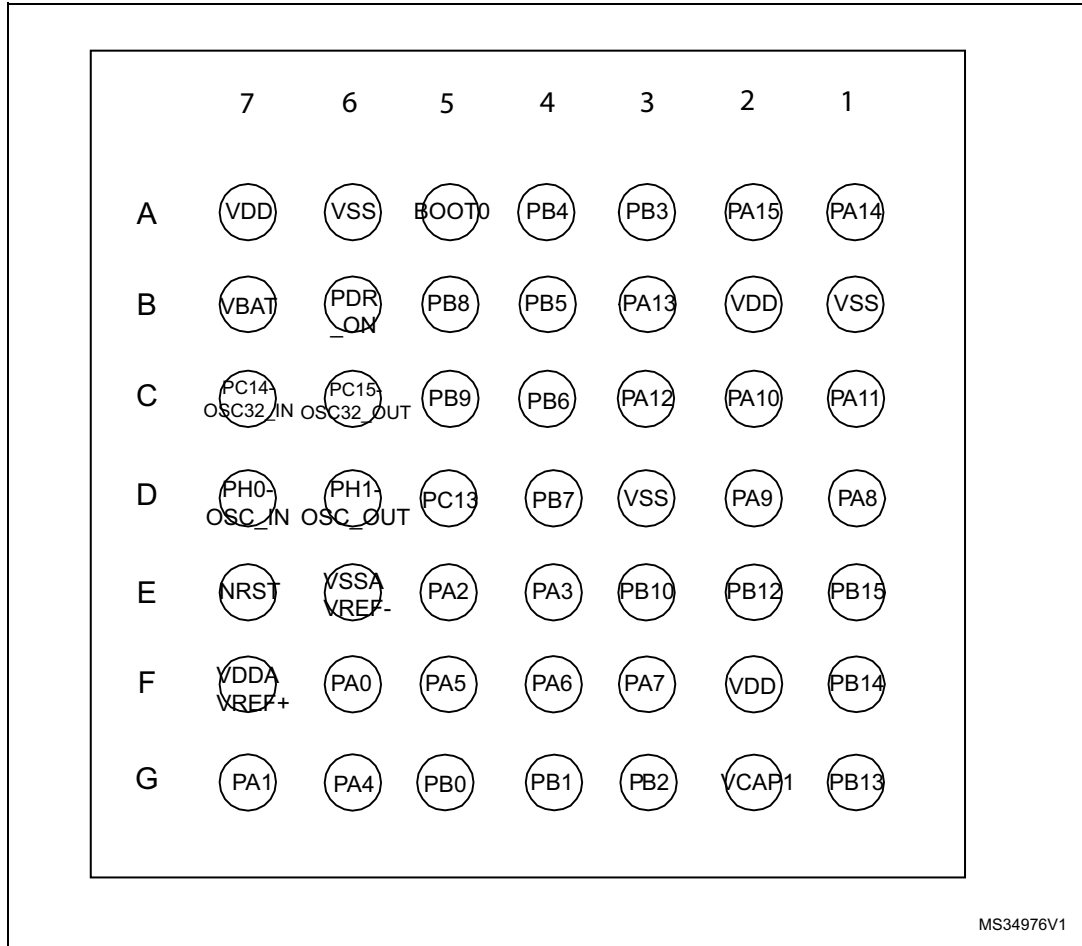 7 6 5 4 3 2 1
A VDD VSS BOOT0 PB4 PB3 PA15 PA14
B VBAT PDR _ON PB8 PB5 PA13 VDD VSS
C PC14- OSC32_IN PC15- OSC32_OUT PB9 PB6 PA12 PA10 PA11
D PH0- OSC_IN PH1- OSC_OUT PC13 PB7 VSS PA9 PA8
E NRST VSSA VREF- PA2 PA3 PB10 PB12 PB15
F VDDA VREF+ PA0 PA5 PA6 PA7 VDD PB14
G PA1 PA4 PB0 PB1 PB2 VCAP1 PB13
MS34976V1